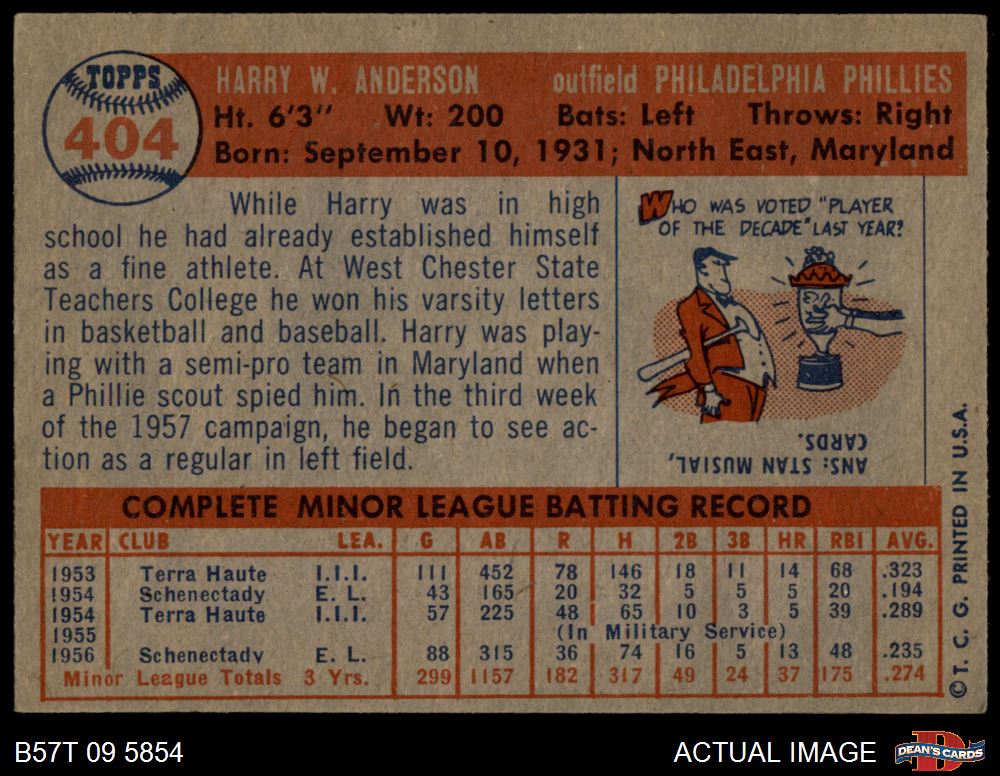 TOPPS
404
HARRY W. ANDERSON outfield PHILADELPHIA PHILLIES
Ht. 6'3" Wt: 200 Bats: Left Throws: Right
Born: September 10, 1931; North East, Maryland
While Harry was in high
school he had already established himself
as a fine athlete. At West Chester State
Teachers College he won his varsity letters
in basketball and baseball. Harry was play-
ing with a semi-pro team in Maryland when
a Phillie scout spied him. In the third week
of the 1957 campaign, he began to see ac-
tion as a regular in left field.
WHO WAS VOTED "PLAYER
OF THE DECADE" LAST YEAR?
ANS: STAN MUSIAL,
CARDS.
COMPLETE MINOR LEAGUE BATTING RECORD
YEAR CLUB LEA. G AB R H 2B 3B HR RBI AVG.
1953 Terra Haute I.I.I. 111 452 78 146 18 11 14 68 .323
1954 Schenectady E. L. 43 165 20 32 5 5 5 20 .194
1954 Terra Haute I.I.I. 57 225 48 65 10 3 5 39 .289
1955 (In Military Service)
1956 Schenectady E. L. 88 315 36 74 16 5 13 48 .235
Minor League Totals 3 Yrs. 299 1157 182 317 49 24 37 175 .274
© T. C. G. PRINTED IN U.S.A.
B57T 09 5854 ACTUAL IMAGE
D
DEAN'S CARDS